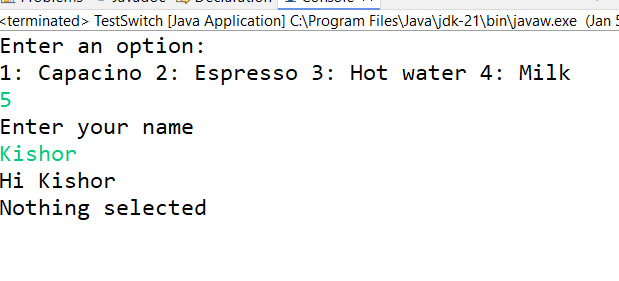 Problems Javadoc Declaration Console
<terminated> TestSwitch [Java Application] C:\Program Files\Java\jdk-21\bin\javaw.exe (Jan 5
Enter an option:
1: Capacino 2: Espresso 3: Hot water 4: Milk
5
Enter your name
Kishor
Hi Kishor
Nothing selected